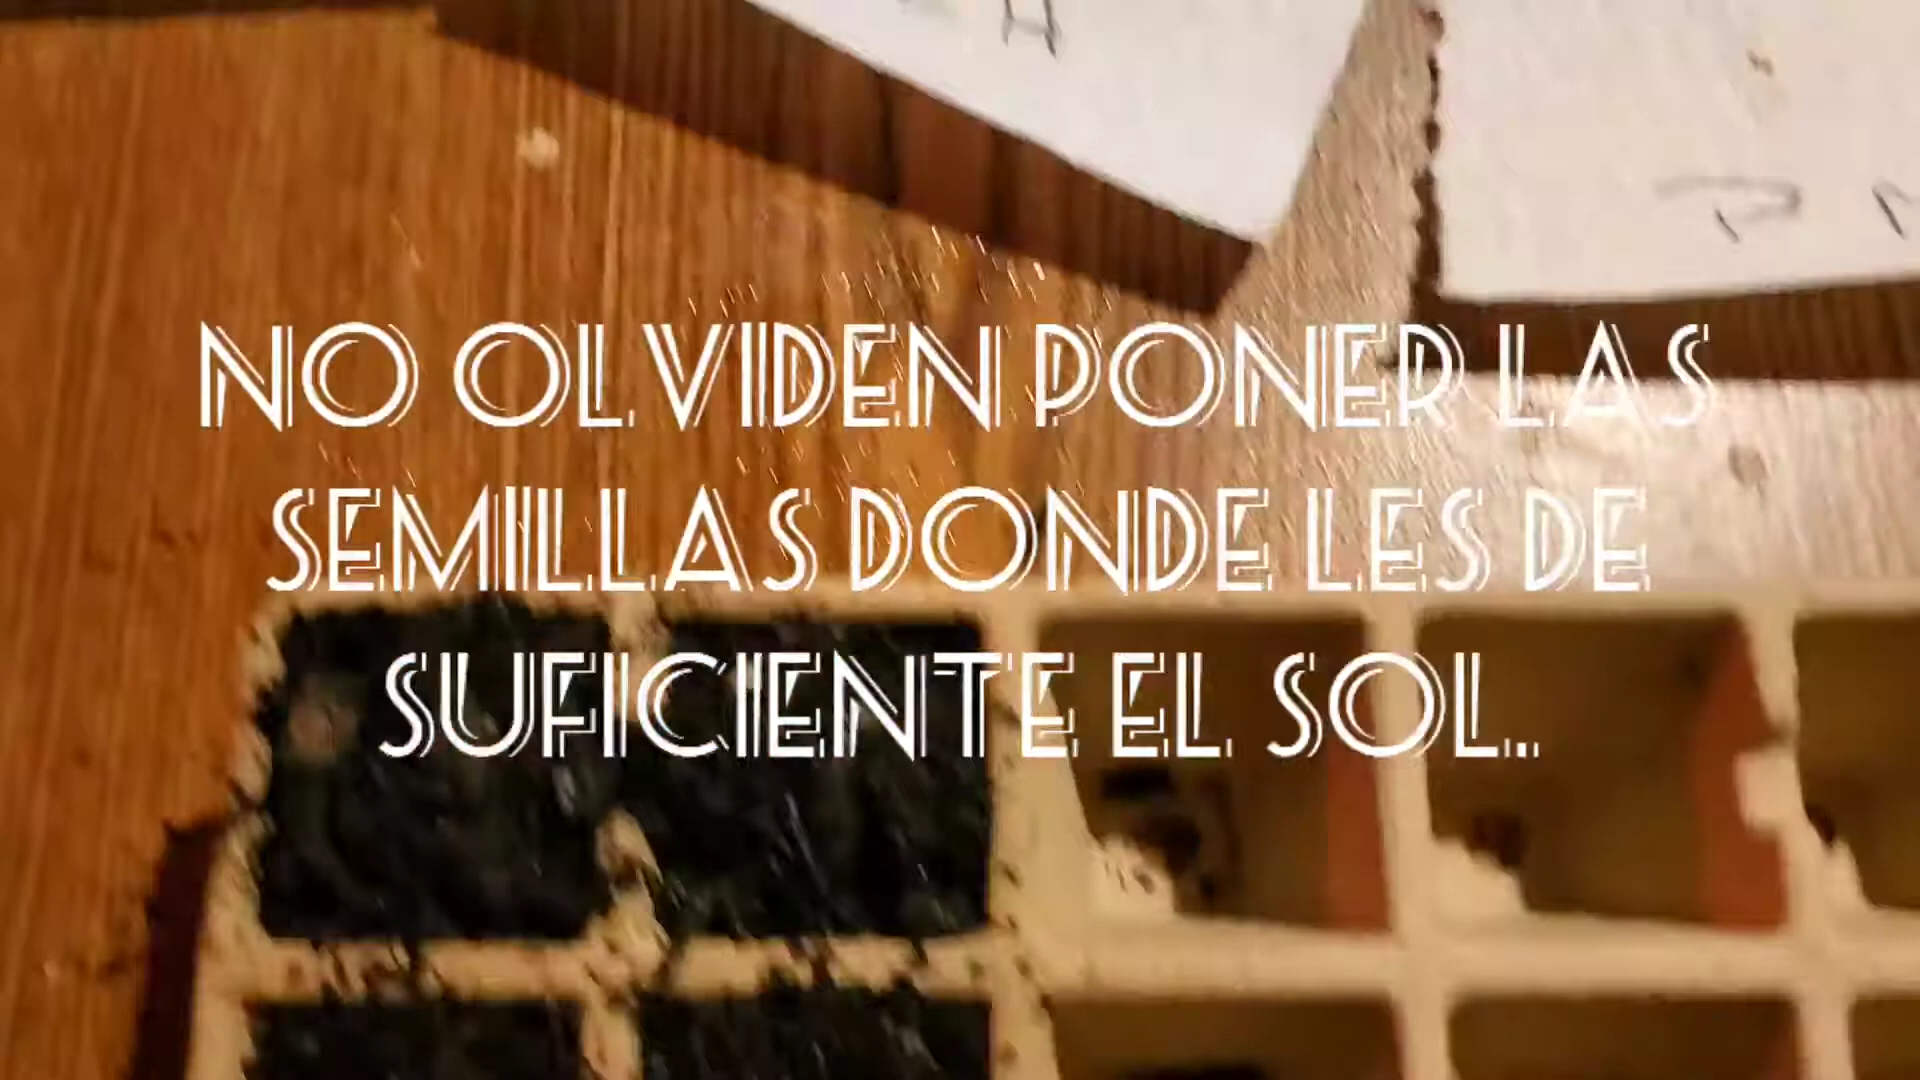 NO OLVIDEN PONER LAS
SEMILLAS DONDE LES DE
SUFICIENTE EL SOL..